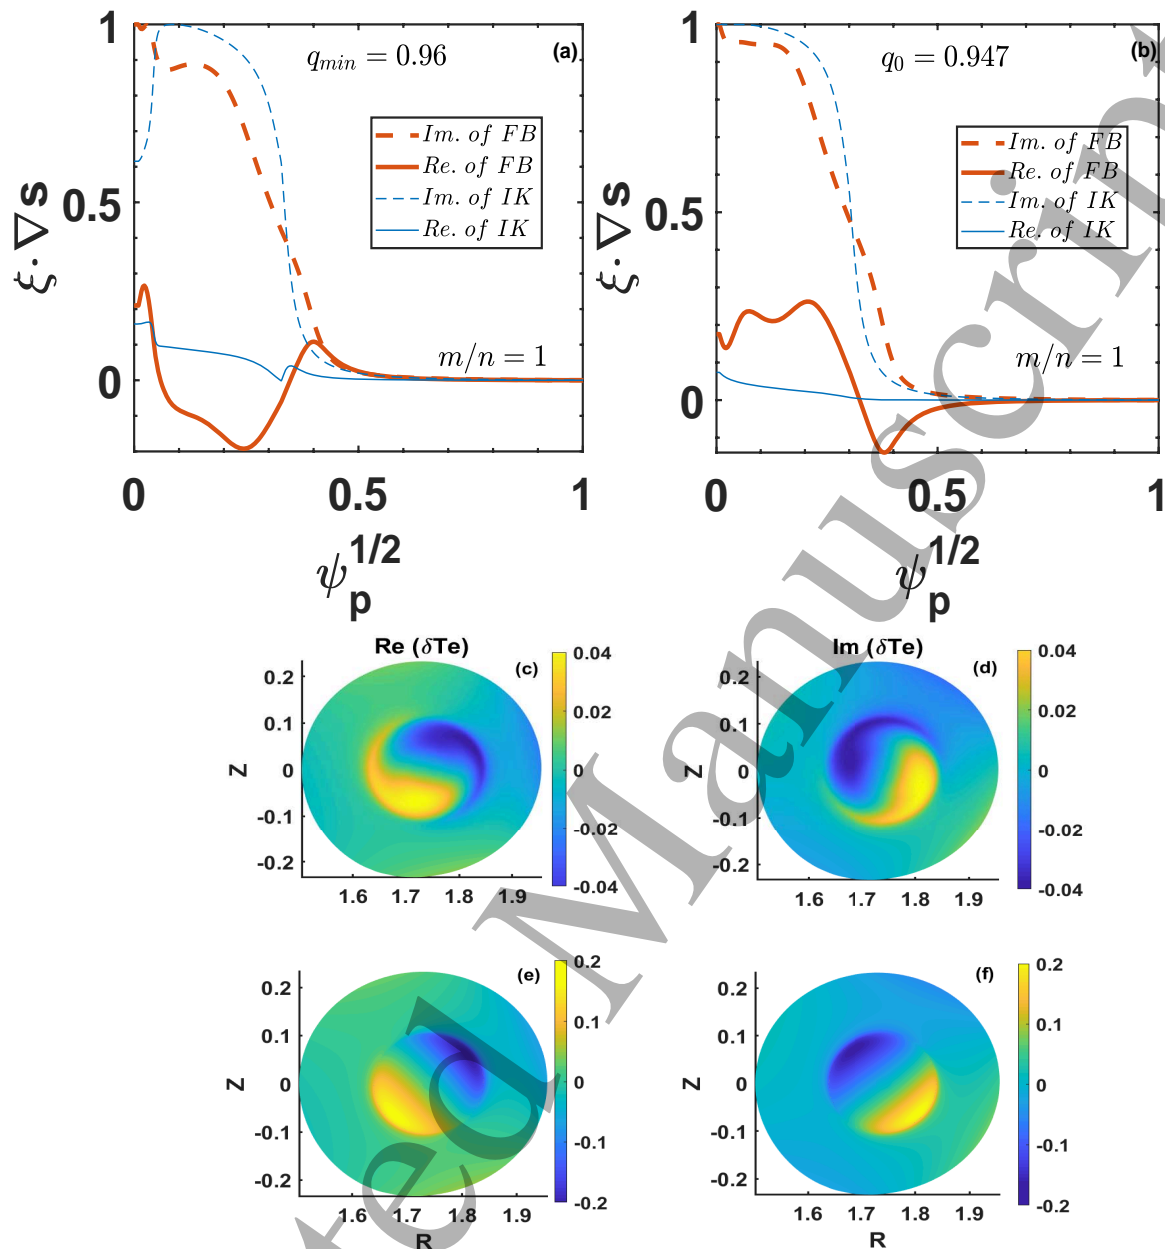 1
(a)
q_{min} = 0.96
Im. of FB
Re. of FB
Im. of IK
Re. of IK
0.5
ξ·∇s
m/n = 1
0
0
0.5
1
ψ_p^{1/2}
1
(b)
q_0 = 0.947
Im. of FB
Re. of FB
Im. of IK
Re. of IK
0.5
ξ·∇s
m/n = 1
0
0
0.5
1
ψ_p^{1/2}
Re (δTe)
(c)
0.2
0.1
0
-0.1
-0.2
Z
1.6 1.7 1.8 1.9
0.04
0.02
0
-0.02
-0.04
Im (δTe)
(d)
0.2
0.1
0
-0.1
-0.2
Z
1.6 1.7 1.8 1.9
0.04
0.02
0
-0.02
-0.04
(e)
0.2
0.1
0
-0.1
-0.2
Z
1.6 1.7 1.8 1.9
R
0.2
0.1
0
-0.1
-0.2
(f)
0.2
0.1
0
-0.1
-0.2
Z
1.6 1.7 1.8 1.9
R
0.2
0.1
0
-0.1
-0.2
ted Manuscript